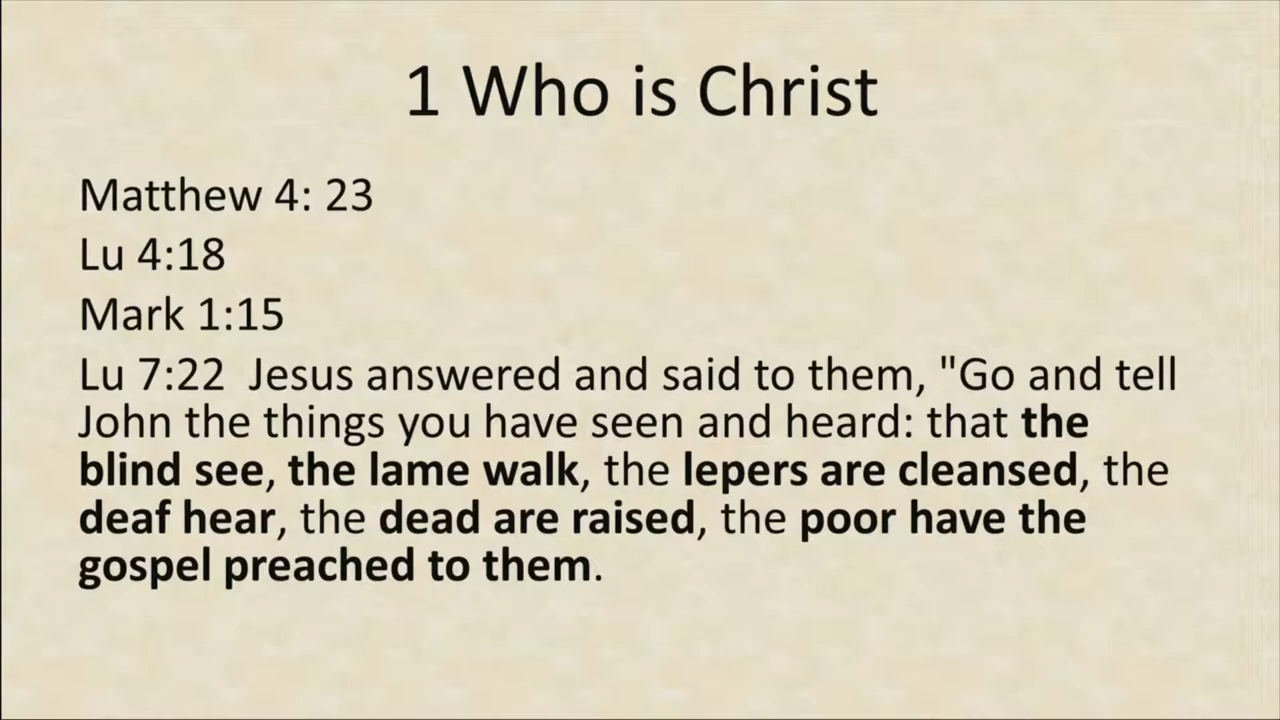 1 Who is Christ
Matthew 4: 23
Lu 4:18
Mark 1:15
Lu 7:22  Jesus answered and said to them, "Go and tell
John the things you have seen and heard: that the
blind see, the lame walk, the lepers are cleansed, the
deaf hear, the dead are raised, the poor have the
gospel preached to them.